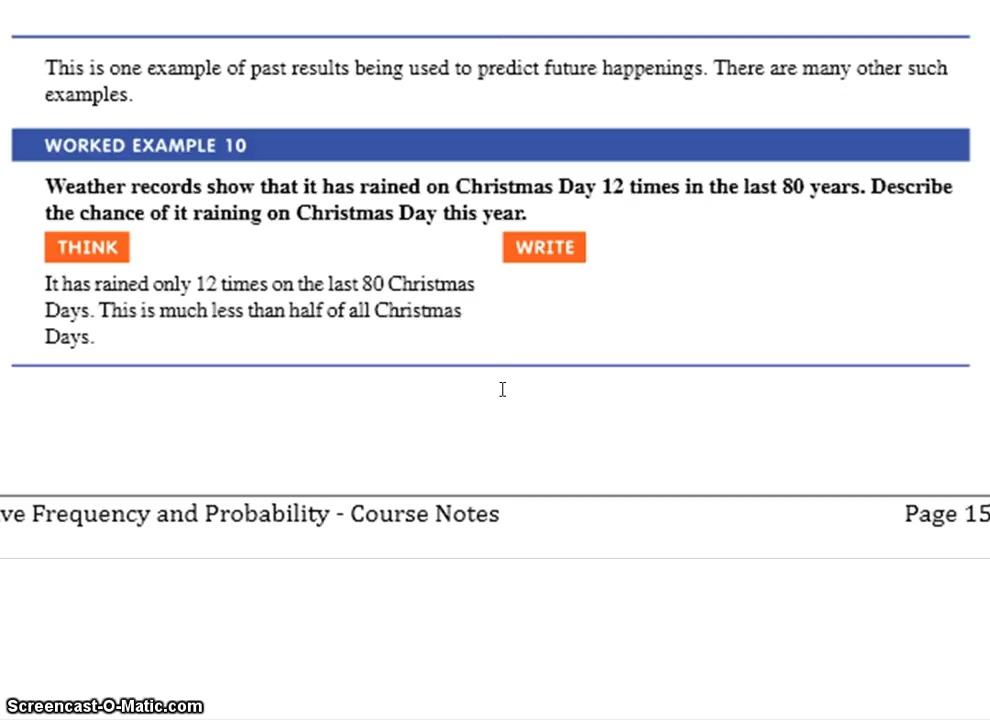 This is one example of past results being used to predict future happenings. There are many other such
examples.
WORKED EXAMPLE 10
Weather records show that it has rained on Christmas Day 12 times in the last 80 years. Describe
the chance of it raining on Christmas Day this year.
THINK WRITE
It has rained only 12 times on the last 80 Christmas
Days. This is much less than half of all Christmas
Days.
ve Frequency and Probability - Course Notes Page 15
Screencast-O-Matic.com